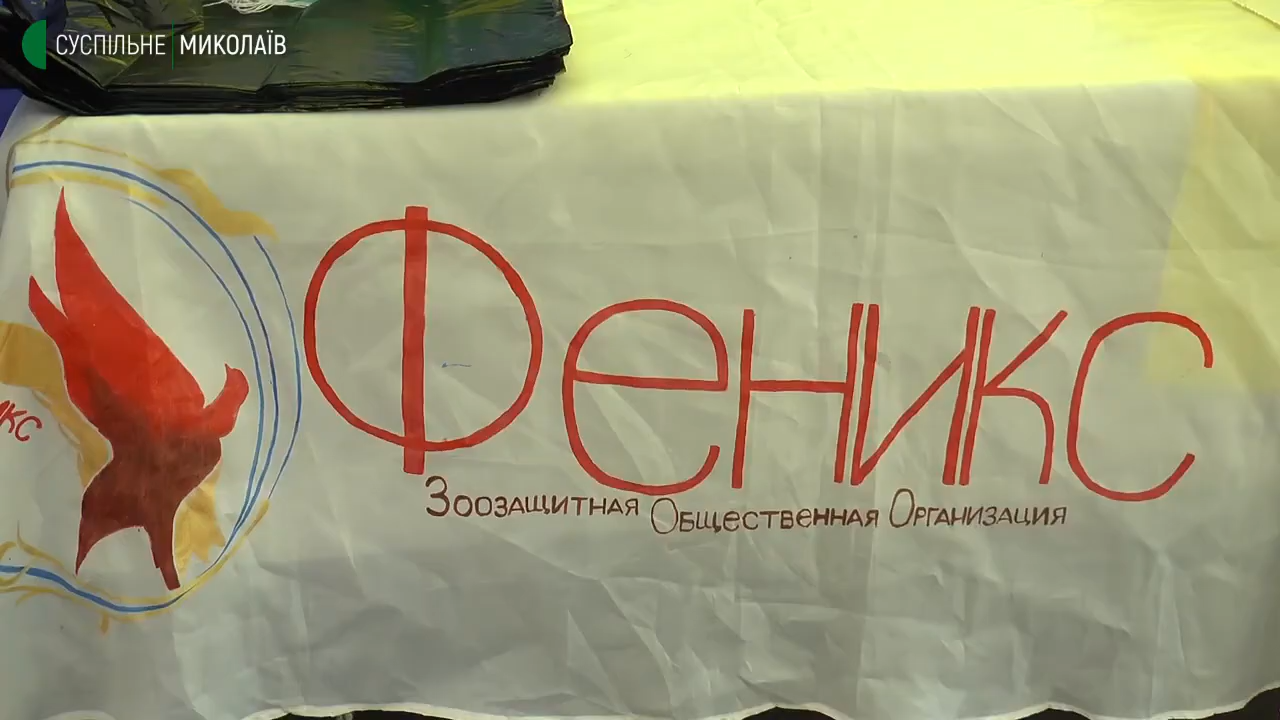 СУСПІЛЬНЕ МИКОЛАЇВ
Феникс
Зоозащитная Общественная Организация